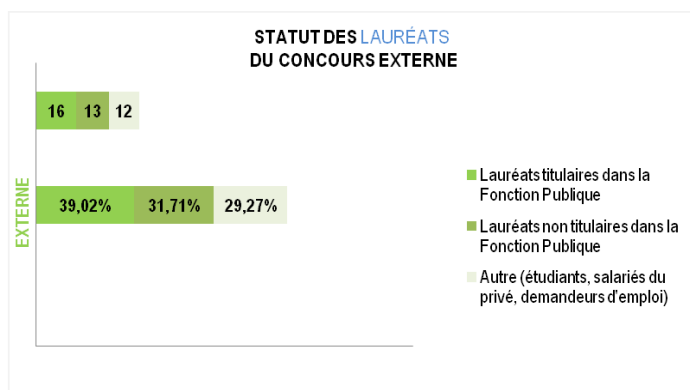 STATUT DES LAURÉATS
DU CONCOURS EXTERNE
16 13 12
39,02% 31,71% 29,27%
EXTERNE
Lauréats titulaires dans la
Fonction Publique
Lauréats non titulaires dans la
Fonction Publique
Autre (étudiants, salariés du
privé, demandeurs d'emploi)